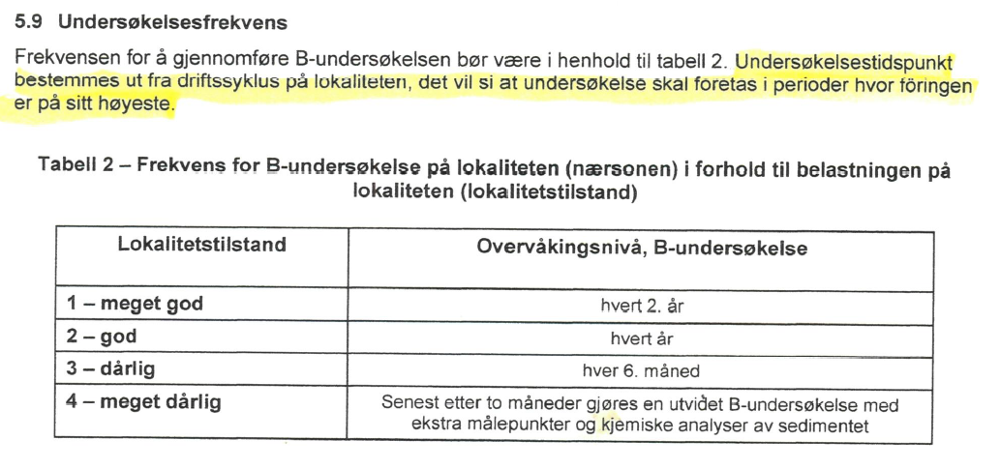 5.9 Undersøkelsesfrekvens
Frekvensen for å gjennomføre B-undersøkelsen bør være i henhold til tabell 2. Undersøkelsestidspunkt
bestemmes ut fra driftssyklus på lokaliteten, det vil si at undersøkelse skal foretas i perioder hvor fôringen
er på sitt høyeste.
Tabell 2 – Frekvens for B-undersøkelse på lokaliteten (nærsonen) i forhold til belastningen på
lokaliteten (lokalitetstilstand)
Lokalitetstilstand
Overvåkingsnivå, B-undersøkelse
1 – meget god
hvert 2. år
2 – god
hvert år
3 – dårlig
hver 6. måned
4 – meget dårlig
Senest etter to måneder gjøres en utvidet B-undersøkelse med
ekstra målepunkter og kjemiske analyser av sedimentet